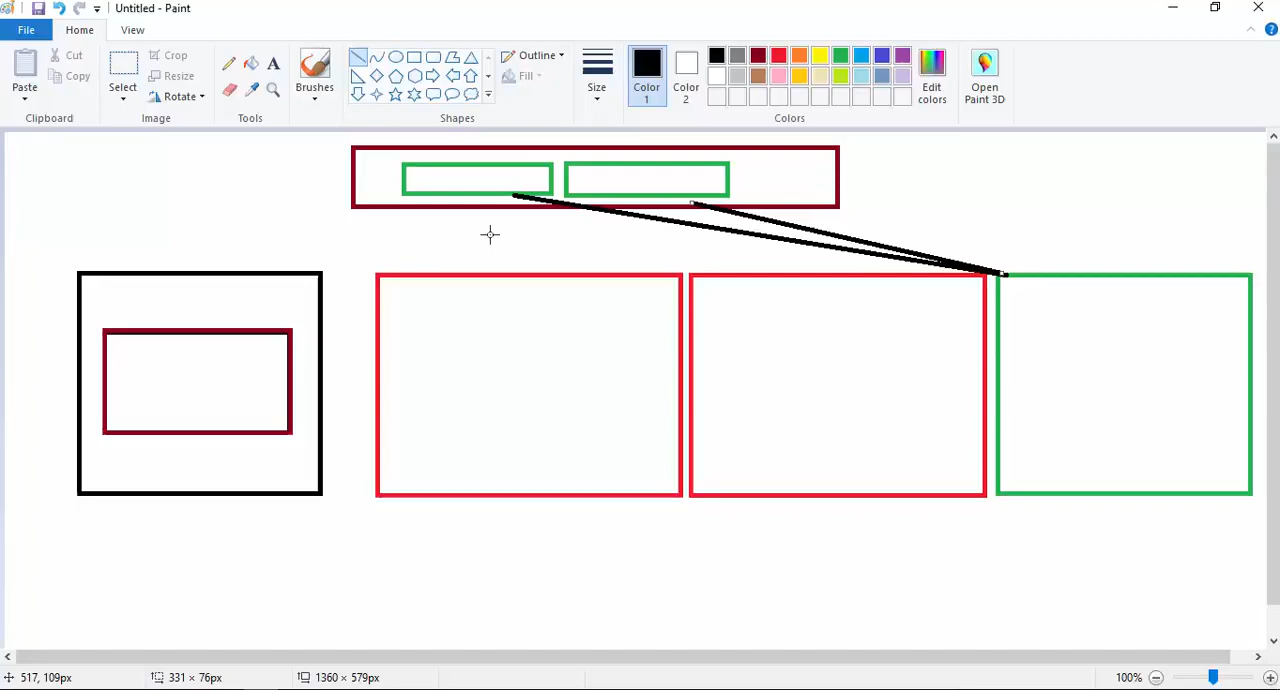 Untitled - Paint
File Home View
Paste Cut Copy Select Crop Resize Rotate A Brushes Outline Fill Size Color 1 Color 2 Edit colors Open Paint 3D
Clipboard Image Tools Shapes Colors
517, 109px 331 × 76px 1360 × 579px 100%